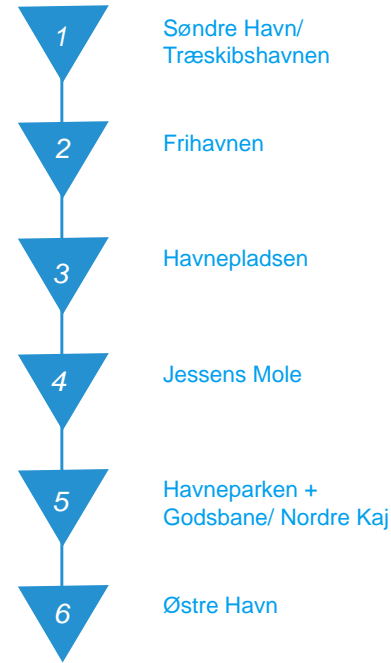 1
Søndre Havn/
Træskibshavnen
2
Frihavnen
3
Havnepladsen
4
Jessens Mole
5
Havneparken +
Godsbane/ Nordre Kaj
6
Østre Havn